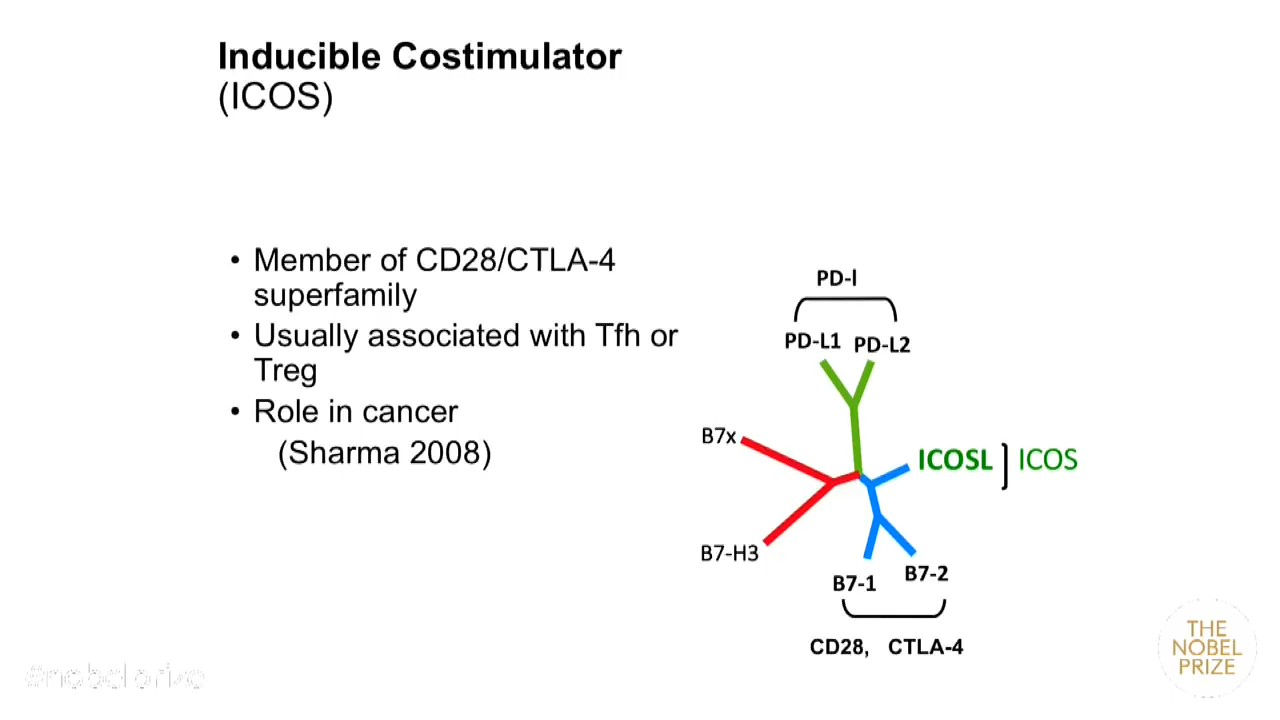 Inducible Costimulator
(ICOS)
• Member of CD28/CTLA-4
superfamily
• Usually associated with Tfh or
Treg
• Role in cancer
(Sharma 2008)
PD-l
PD-L1 PD-L2
B7x
ICOSL ICOS
B7-H3
B7-1
B7-2
CD28, CTLA-4
THE
NOBEL
PRIZE
#nobelprize